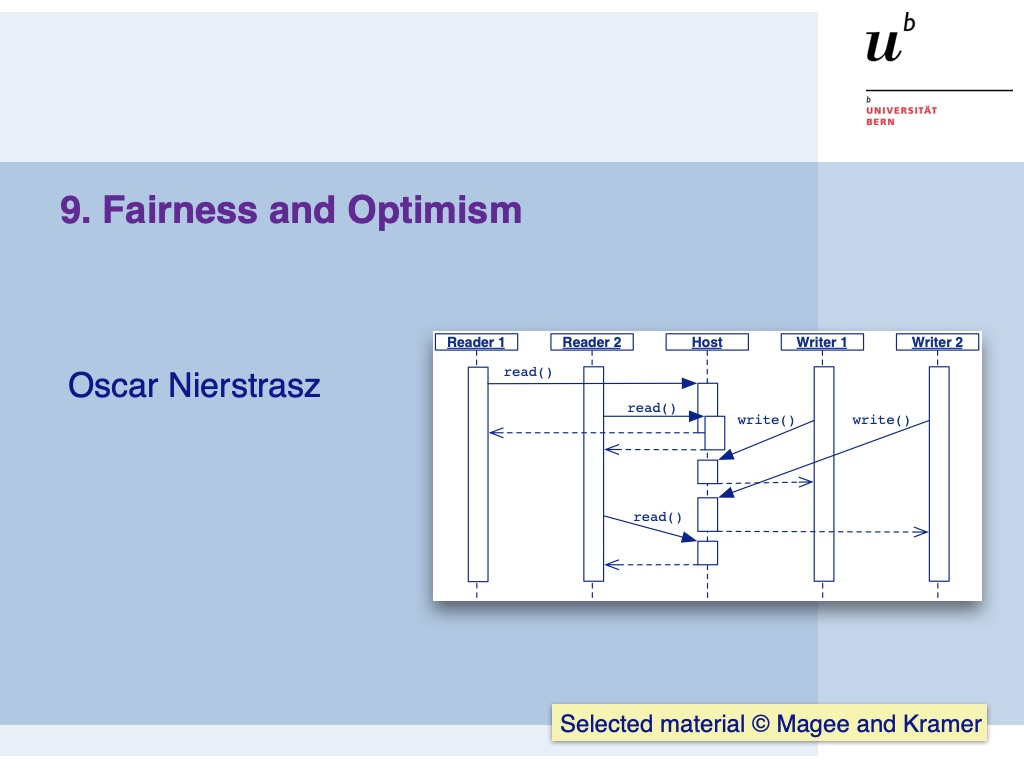 u
b
b
UNIVERSITÄT
BERN
9. Fairness and Optimism
Oscar Nierstrasz
Reader 1 Reader 2 Host Writer 1 Writer 2
read()
read()
write() write()
read()
Selected material © Magee and Kramer